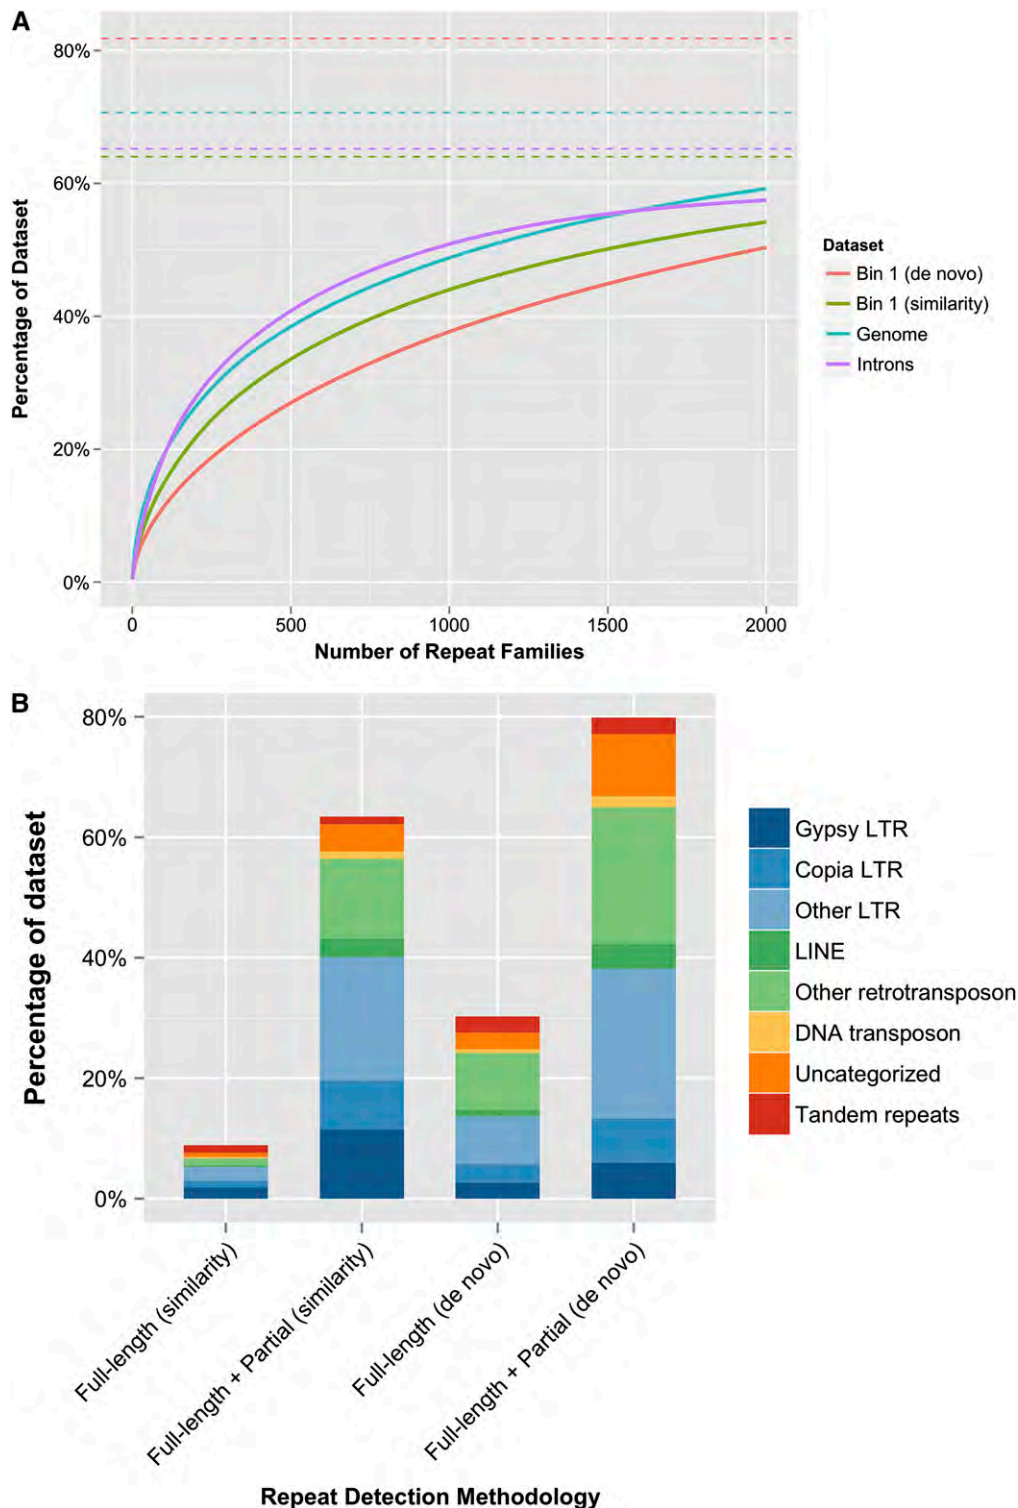 A
80%
60%
40%
20%
0%
Percentage of Dataset
0 500 1000 1500 2000
Number of Repeat Families
Dataset
Bin 1 (de novo)
Bin 1 (similarity)
Genome
Introns
B
80%
60%
40%
20%
0%
Percentage of dataset
Gypsy LTR
Copia LTR
Other LTR
LINE
Other retrotransposon
DNA transposon
Uncategorized
Tandem repeats
Full-length (similarity)
Full-length + Partial (similarity)
Full-length (de novo)
Full-length + Partial (de novo)
Repeat Detection Methodology